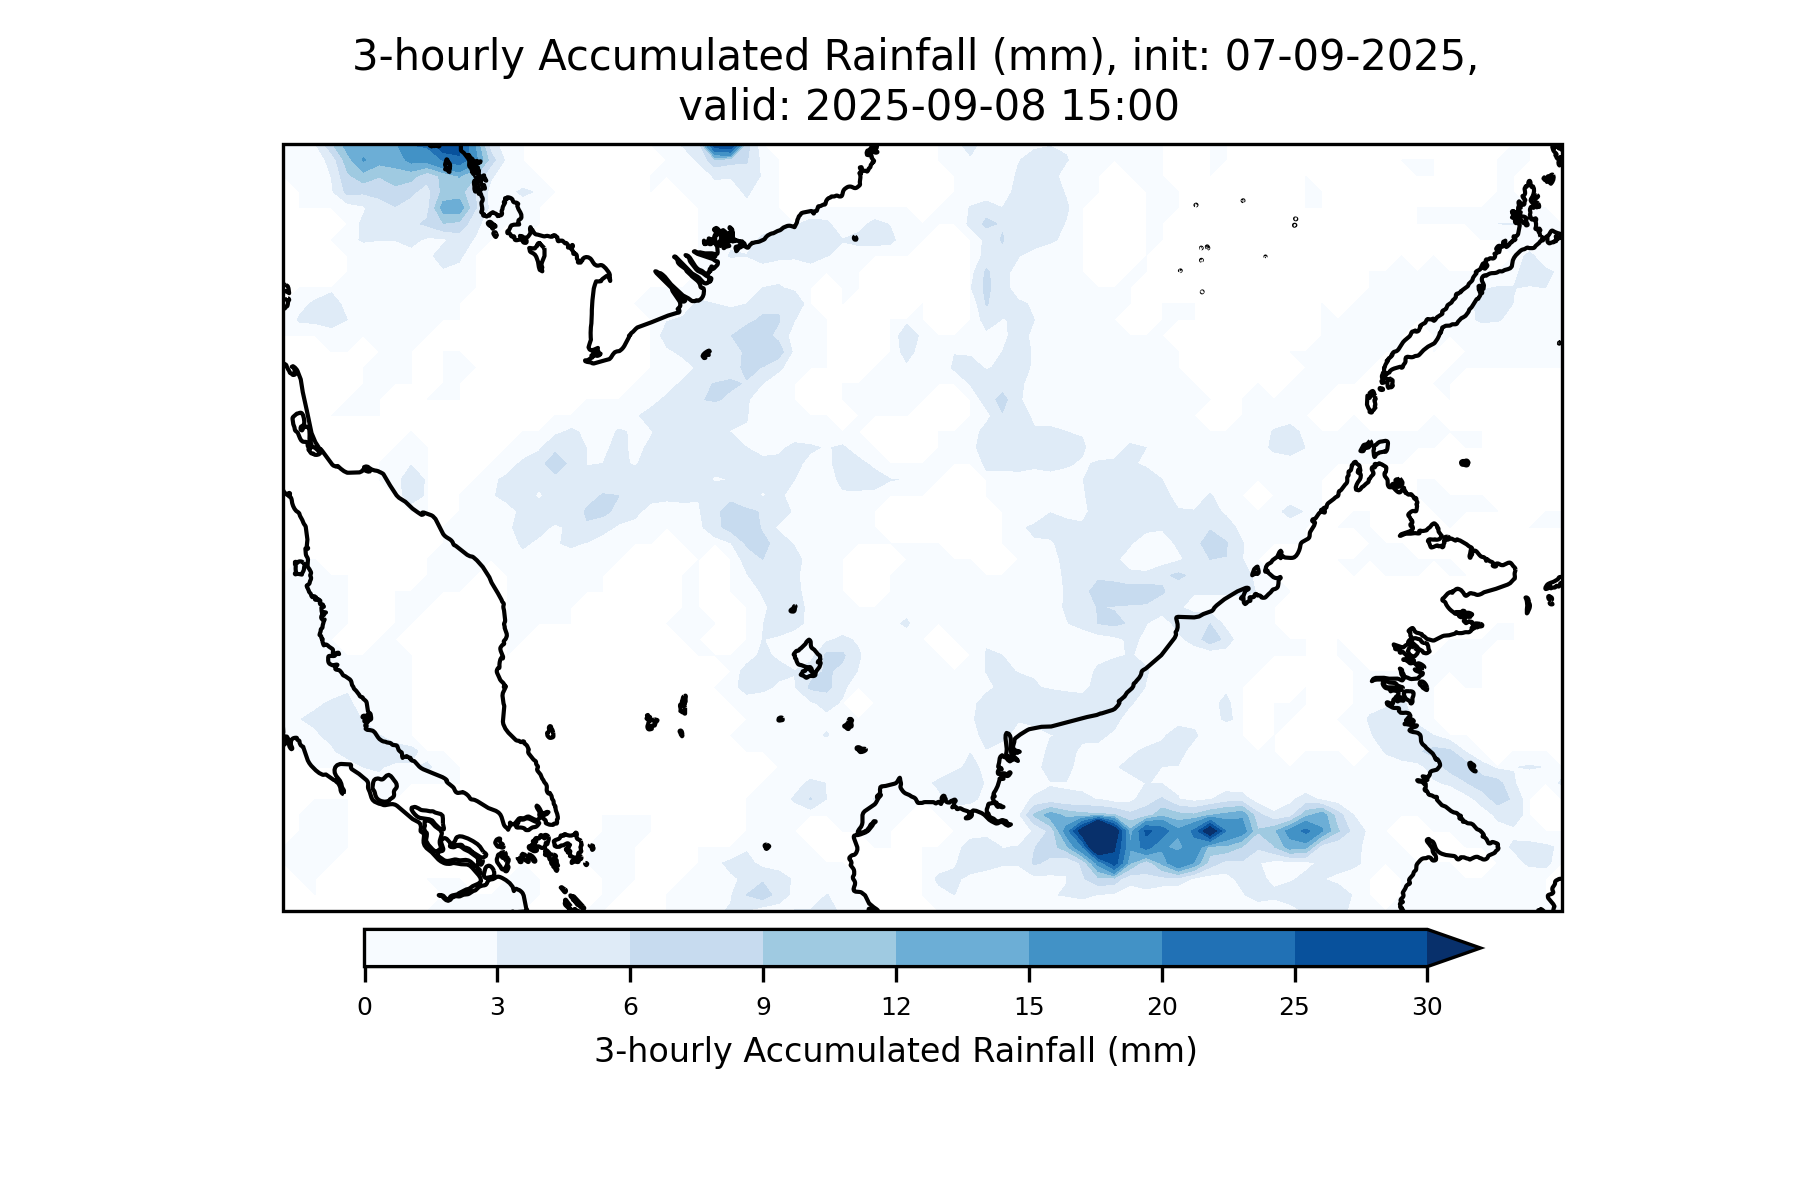 3-hourly Accumulated Rainfall (mm), init: 07-09-2025,
valid: 2025-09-08 15:00
0 3 6 9 12 15 20 25 30
3-hourly Accumulated Rainfall (mm)